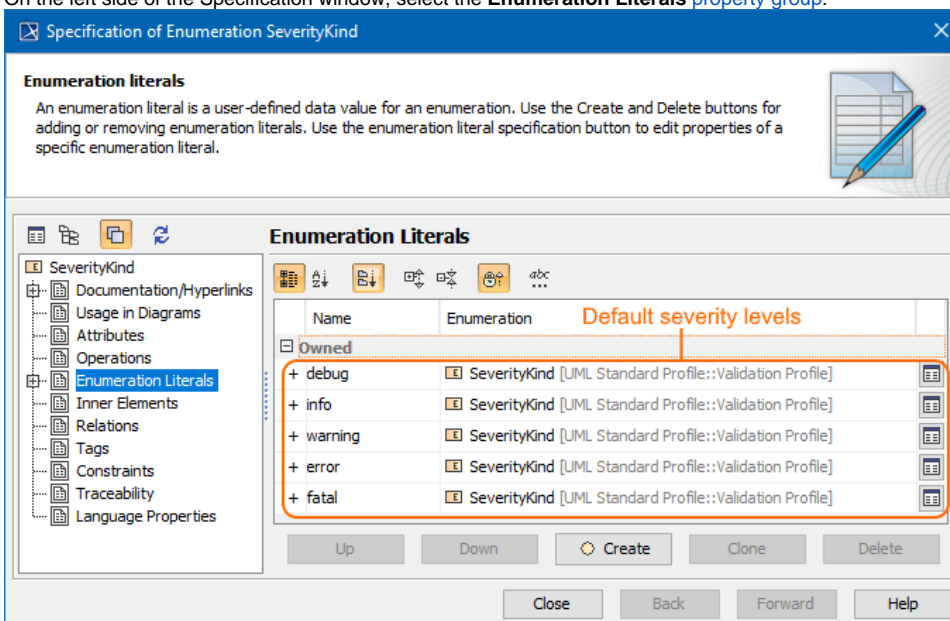 On the left side of the Specification window, select the Enumeration Literals property group.
Specification of Enumeration SeverityKind
Enumeration literals
An enumeration literal is a user-defined data value for an enumeration. Use the Create and Delete buttons for
adding or removing enumeration literals. Use the enumeration literal specification button to edit properties of a
specific enumeration literal.
Enumeration Literals
SeverityKind
Documentation/Hyperlinks
Usage in Diagrams
Attributes
Operations
Enumeration Literals
Inner Elements
Relations
Tags
Constraints
Traceability
Language Properties
abc
Name Enumeration Default severity levels
Owned
+ debug E SeverityKind [UML Standard Profile::Validation Profile]
+ info E SeverityKind [UML Standard Profile::Validation Profile]
+ warning E SeverityKind [UML Standard Profile::Validation Profile]
+ error E SeverityKind [UML Standard Profile::Validation Profile]
+ fatal E SeverityKind [UML Standard Profile::Validation Profile]
Up Down Create Clone Delete
Close Back Forward Help